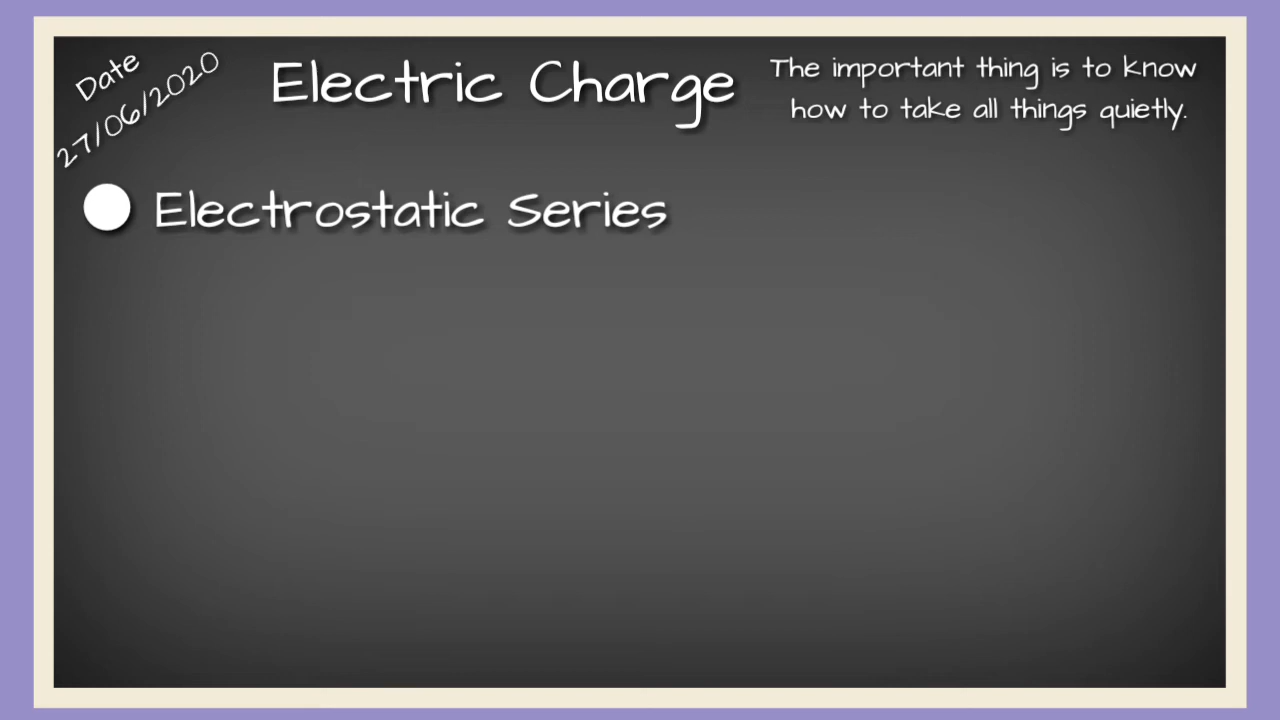 Date
27/06/2020
Electric Charge
The important thing is to know
how to take all things quietly.
Electrostatic Series